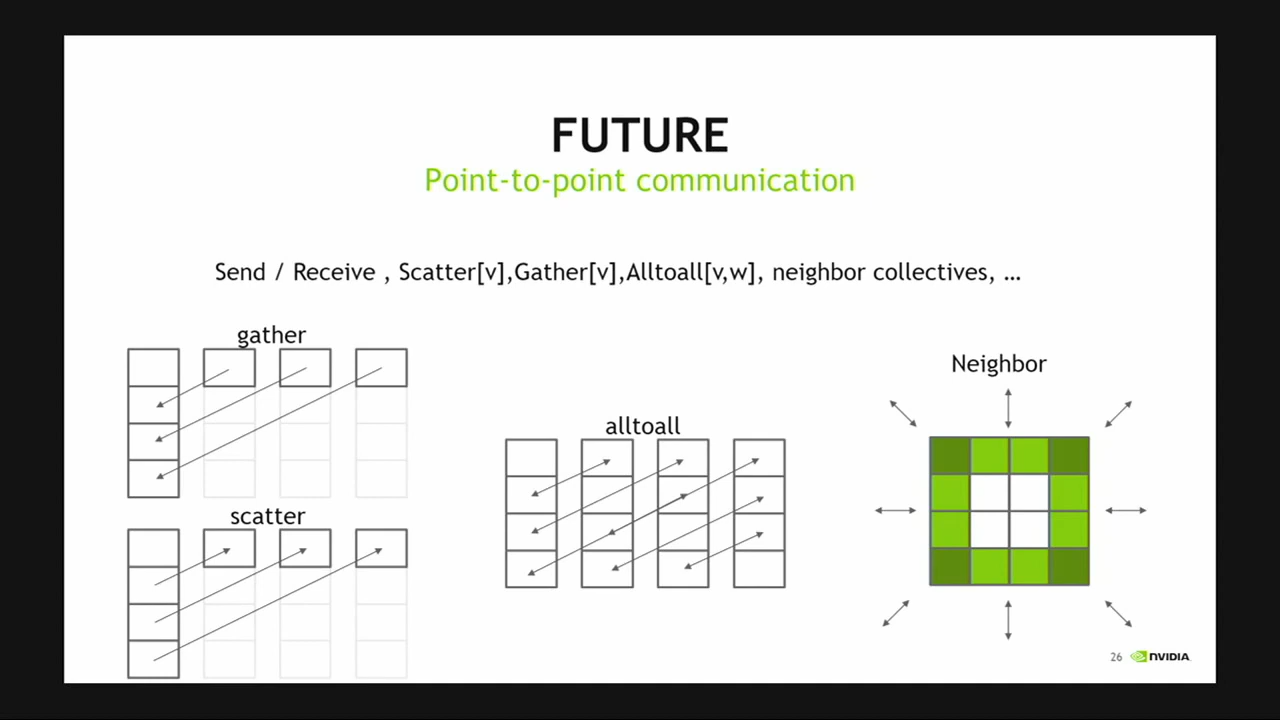 FUTURE
Point-to-point communication
Send / Receive , Scatter[v],Gather[v],Alltoall[v,w], neighbor collectives, ...
gather
Neighbor
alltoall
scatter
26 NVIDIA